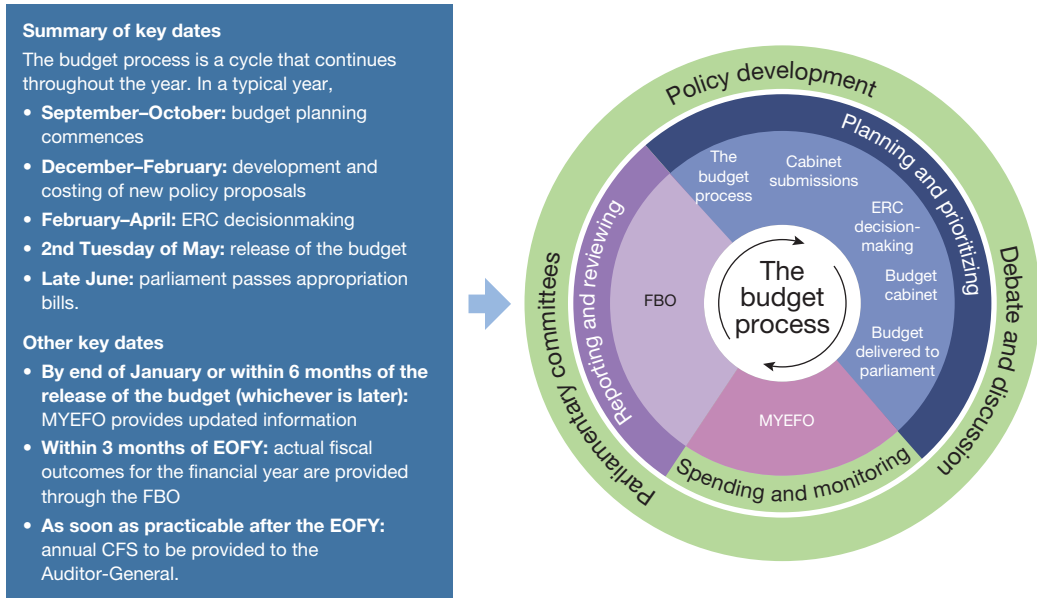 Summary of key dates
The budget process is a cycle that continues
throughout the year. In a typical year,
• September–October: budget planning
commences
• December–February: development and
costing of new policy proposals
• February–April: ERC decisionmaking
• 2nd Tuesday of May: release of the budget
• Late June: parliament passes appropriation
bills.
Other key dates
• By end of January or within 6 months of the
release of the budget (whichever is later):
MYEFO provides updated information
• Within 3 months of EOFY: actual fiscal
outcomes for the financial year are provided
through the FBO
• As soon as practicable after the EOFY:
annual CFS to be provided to the
Auditor-General.
Policy development
Debate and discussion
Parliamentary committees
Planning and prioritizing
Spending and monitoring
Reporting and reviewing
The
budget
process
Cabinet
submissions
ERC
decision-
making
Budget
cabinet
Budget
delivered to
parliament
MYEFO
FBO
The
budget
process